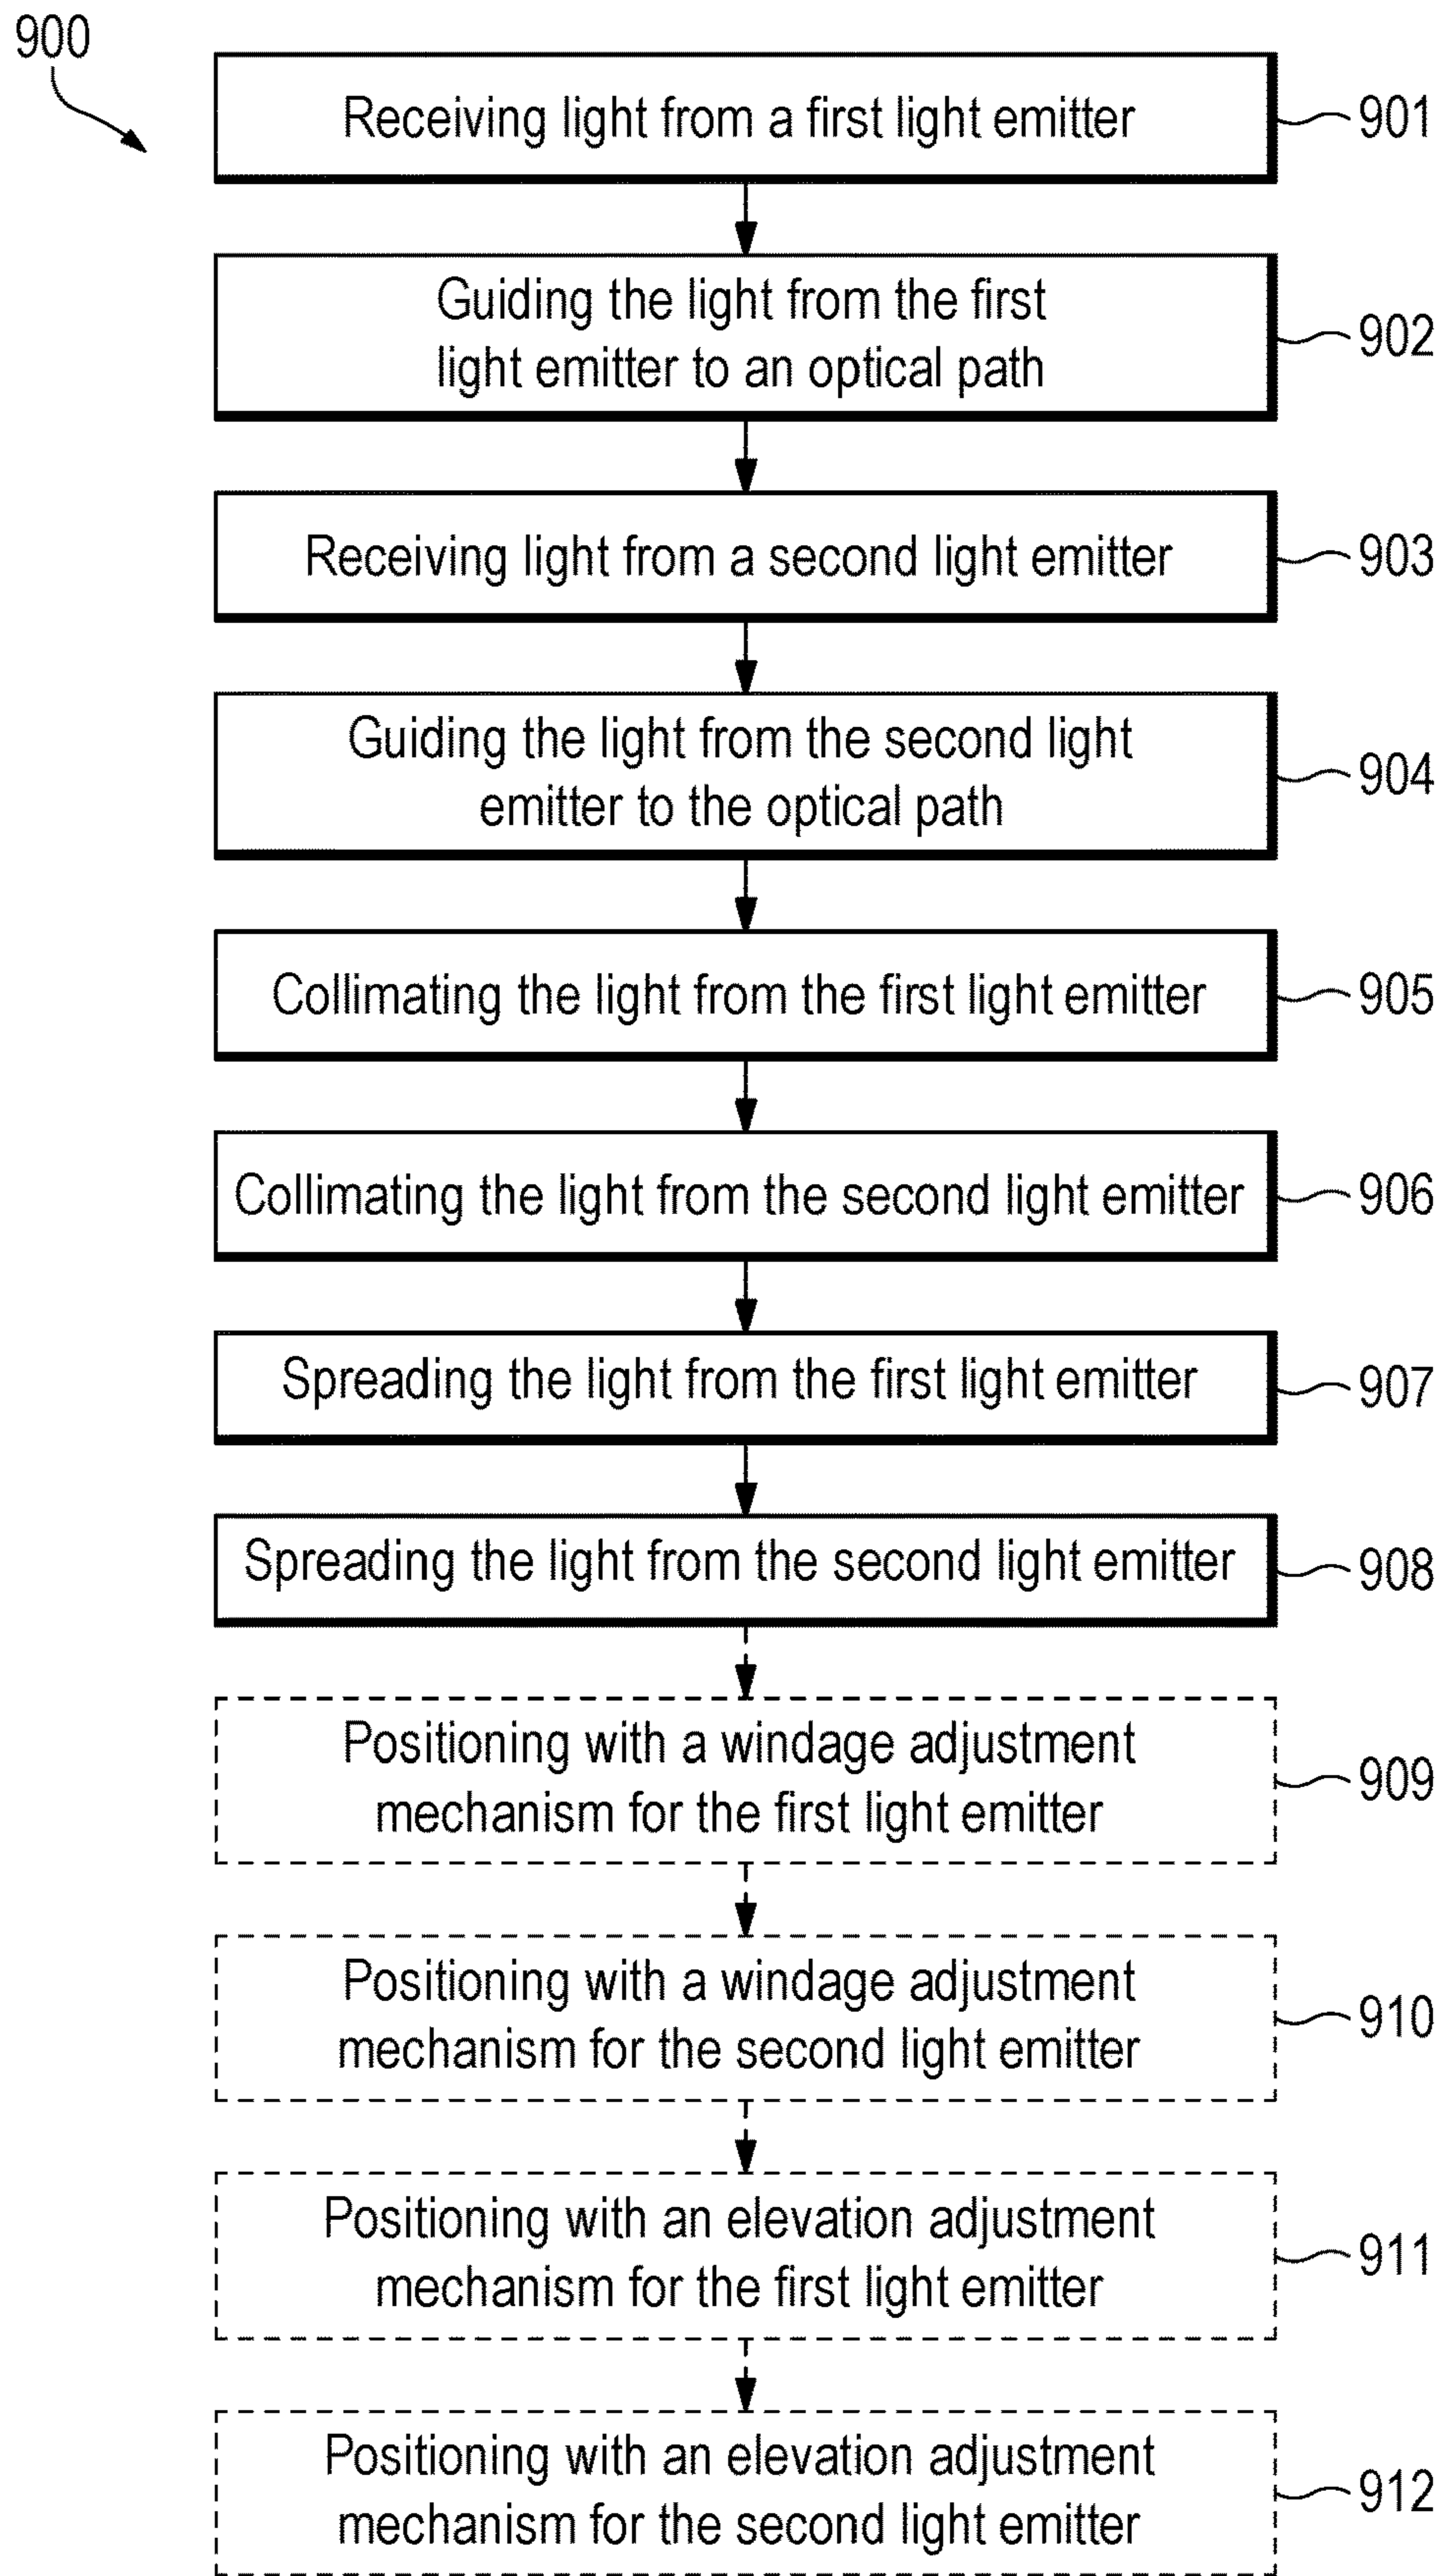 900
Receiving light from a first light emitter
901
Guiding the light from the first
light emitter to an optical path
902
Receiving light from a second light emitter
903
Guiding the light from the second light
emitter to the optical path
904
Collimating the light from the first light emitter
905
Collimating the light from the second light emitter
906
Spreading the light from the first light emitter
907
Spreading the light from the second light emitter
908
Positioning with a windage adjustment
mechanism for the first light emitter
909
Positioning with a windage adjustment
mechanism for the second light emitter
910
Positioning with an elevation adjustment
mechanism for the first light emitter
911
Positioning with an elevation adjustment
mechanism for the second light emitter
912